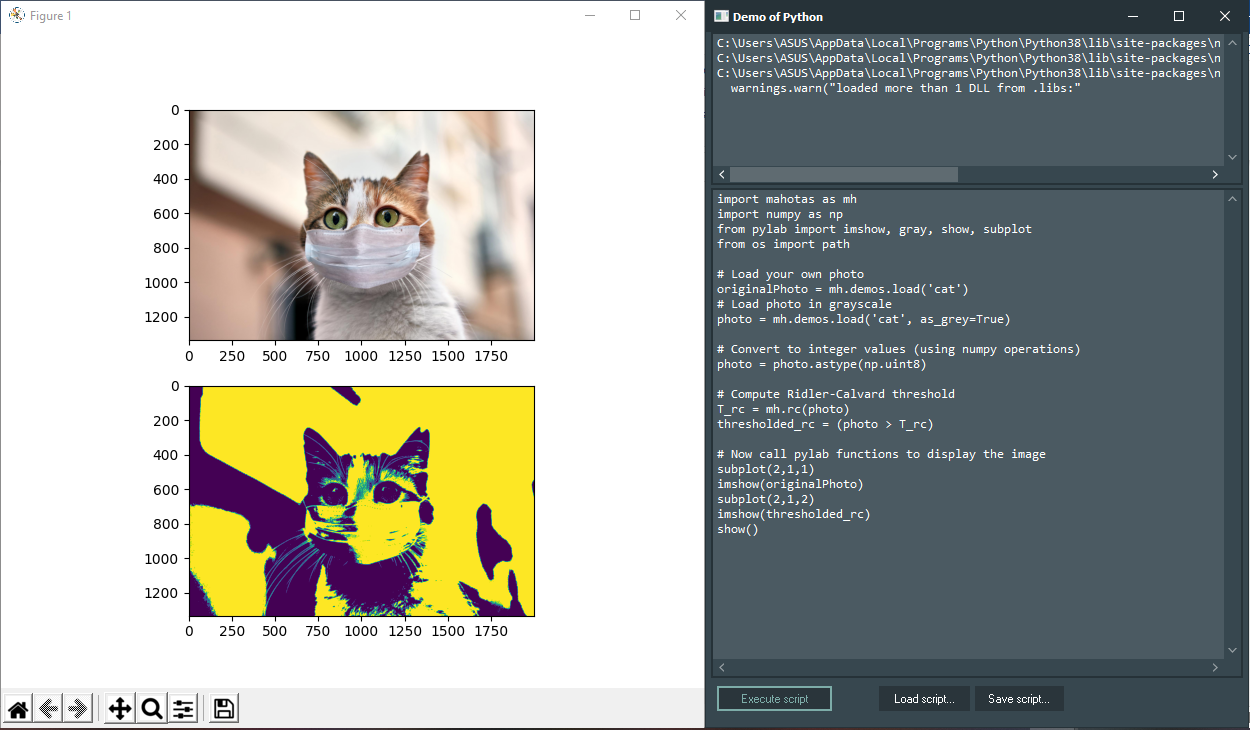 Figure 1
0
200
400
600
800
1000
1200
0 250 500 750 1000 1250 1500 1750
0
200
400
600
800
1000
1200
0 250 500 750 1000 1250 1500 1750
Demo of Python
C:\Users\ASUS\AppData\Local\Programs\Python\Python38\lib\site-packages\n
C:\Users\ASUS\AppData\Local\Programs\Python\Python38\lib\site-packages\n
C:\Users\ASUS\AppData\Local\Programs\Python\Python38\lib\site-packages\n
warnings.warn("loaded more than 1 DLL from .libs:"
import mahotas as mh
import numpy as np
from pylab import imshow, gray, show, subplot
from os import path
# Load your own photo
originalPhoto = mh.demos.load('cat')
# Load photo in grayscale
photo = mh.demos.load('cat', as_grey=True)
# Convert to integer values (using numpy operations)
photo = photo.astype(np.uint8)
# Compute Ridler-Calvard threshold
T_rc = mh.rc(photo)
thresholded_rc = (photo > T_rc)
# Now call pylab functions to display the image
subplot(2,1,1)
imshow(originalPhoto)
subplot(2,1,2)
imshow(thresholded_rc)
show()
Execute script
Load script...
Save script...